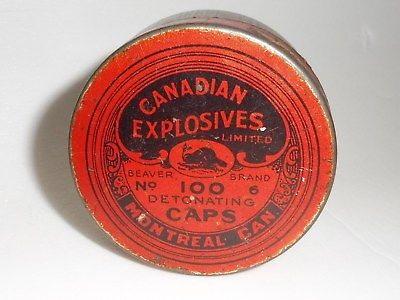 CANADIAN
EXPLOSIVES
LIMITED
BEAVER BRAND
No 100 6
DETONATING
CAPS
MONTREAL CAN